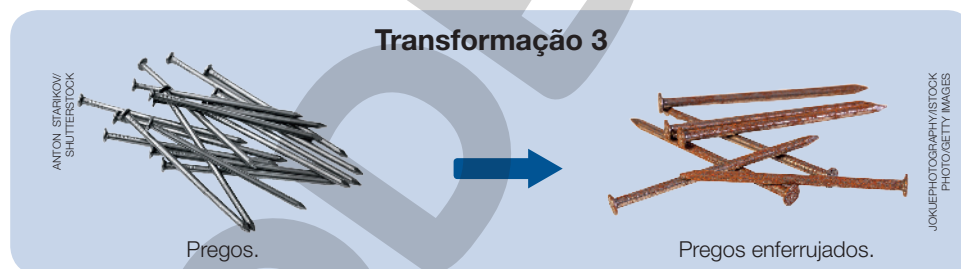 Transformação 3
ANTON STARIKOV/
SHUTTERSTOCK
JOKUEPHOTOGRAPHY/ISTOCK
PHOTO/GETTY IMAGES
Pregos.
Pregos enferrujados.